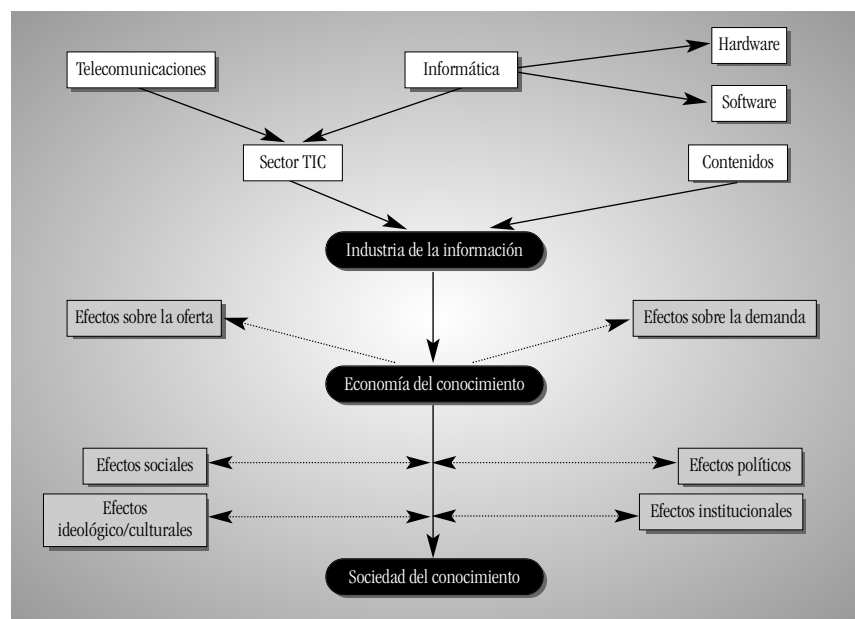 Hardware
Telecomunicaciones
Informática
Software
Sector TIC
Contenidos
Industria de la información
Efectos sobre la oferta
Efectos sobre la demanda
Economía del conocimiento
Efectos sociales
Efectos políticos
Efectos
ideológico/culturales
Efectos institucionales
Sociedad del conocimiento